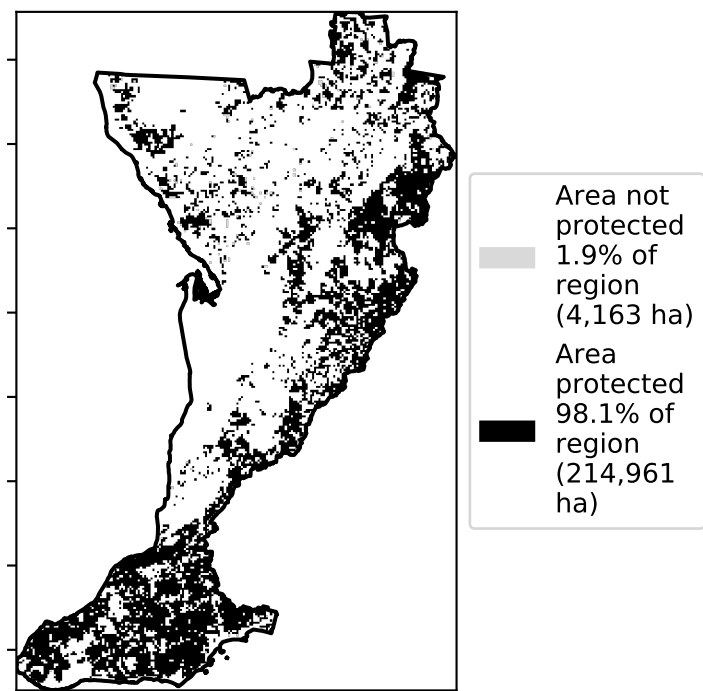 Area not
protected
1.9% of
region
(4,163 ha)
Area
protected
98.1% of
region
(214,961
ha)